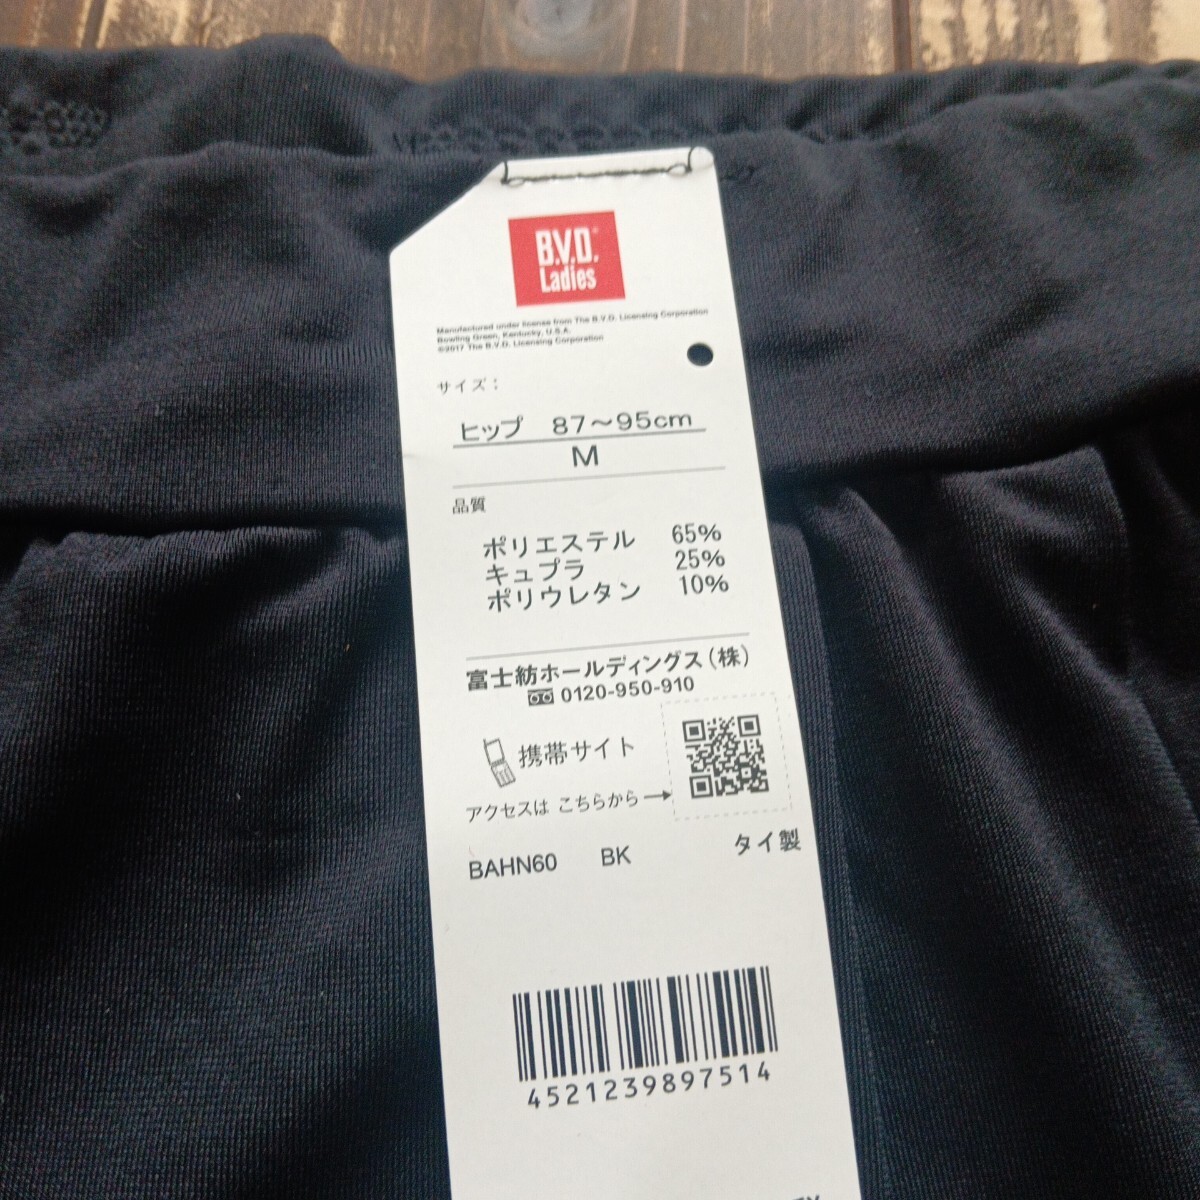 B.V.D.®
Ladies
Manufactured under license from The B.V.D. Licensing Corporation
Bowling Green, Kentucky, U.S.A.
©2017 The B.V.D. Licensing Corporation
サイズ：
ヒップ 87～95cm
M
品質
ポリエステル 65%
キュプラ 25%
ポリウレタン 10%
富士紡ホールディングス(株)
0120-950-910
携帯サイト
アクセスは こちらから→
BAHN60 BK タイ製
4521239897514